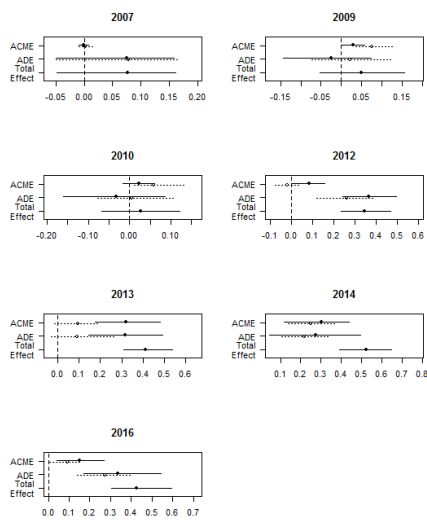 2007
ACME
ADE
Total
Effect
-0.05 0.00 0.05 0.10 0.15 0.20
2009
ACME
ADE
Total
Effect
-0.15 -0.05 0.05 0.15
2010
ACME
ADE
Total
Effect
-0.20 -0.10 0.00 0.10
2012
ACME
ADE
Total
Effect
-0.1 0.0 0.1 0.2 0.3 0.4 0.5 0.6
2013
ACME
ADE
Total
Effect
0.0 0.1 0.2 0.3 0.4 0.5 0.6
2014
ACME
ADE
Total
Effect
0.1 0.2 0.3 0.4 0.5 0.6 0.7 0.8
2016
ACME
ADE
Total
Effect
0.0 0.1 0.2 0.3 0.4 0.5 0.6 0.7